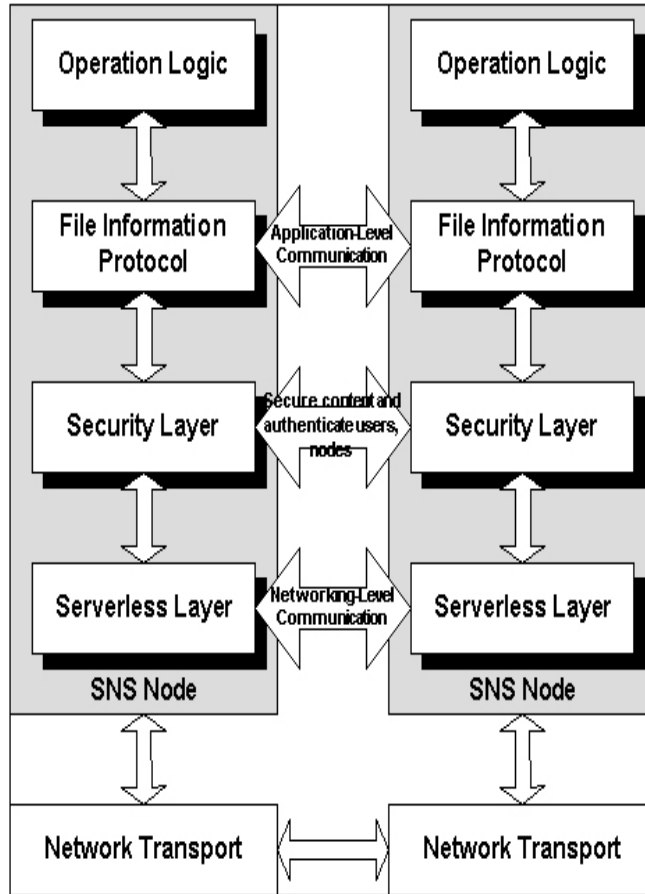 Operation Logic
Operation Logic
File Information
Protocol
Application-Level
Communication
File Information
Protocol
Security Layer
Secure content and
authenticate users,
nodes
Security Layer
Serverless Layer
Networking-Level
Communication
Serverless Layer
SNS Node
SNS Node
Network Transport
Network Transport